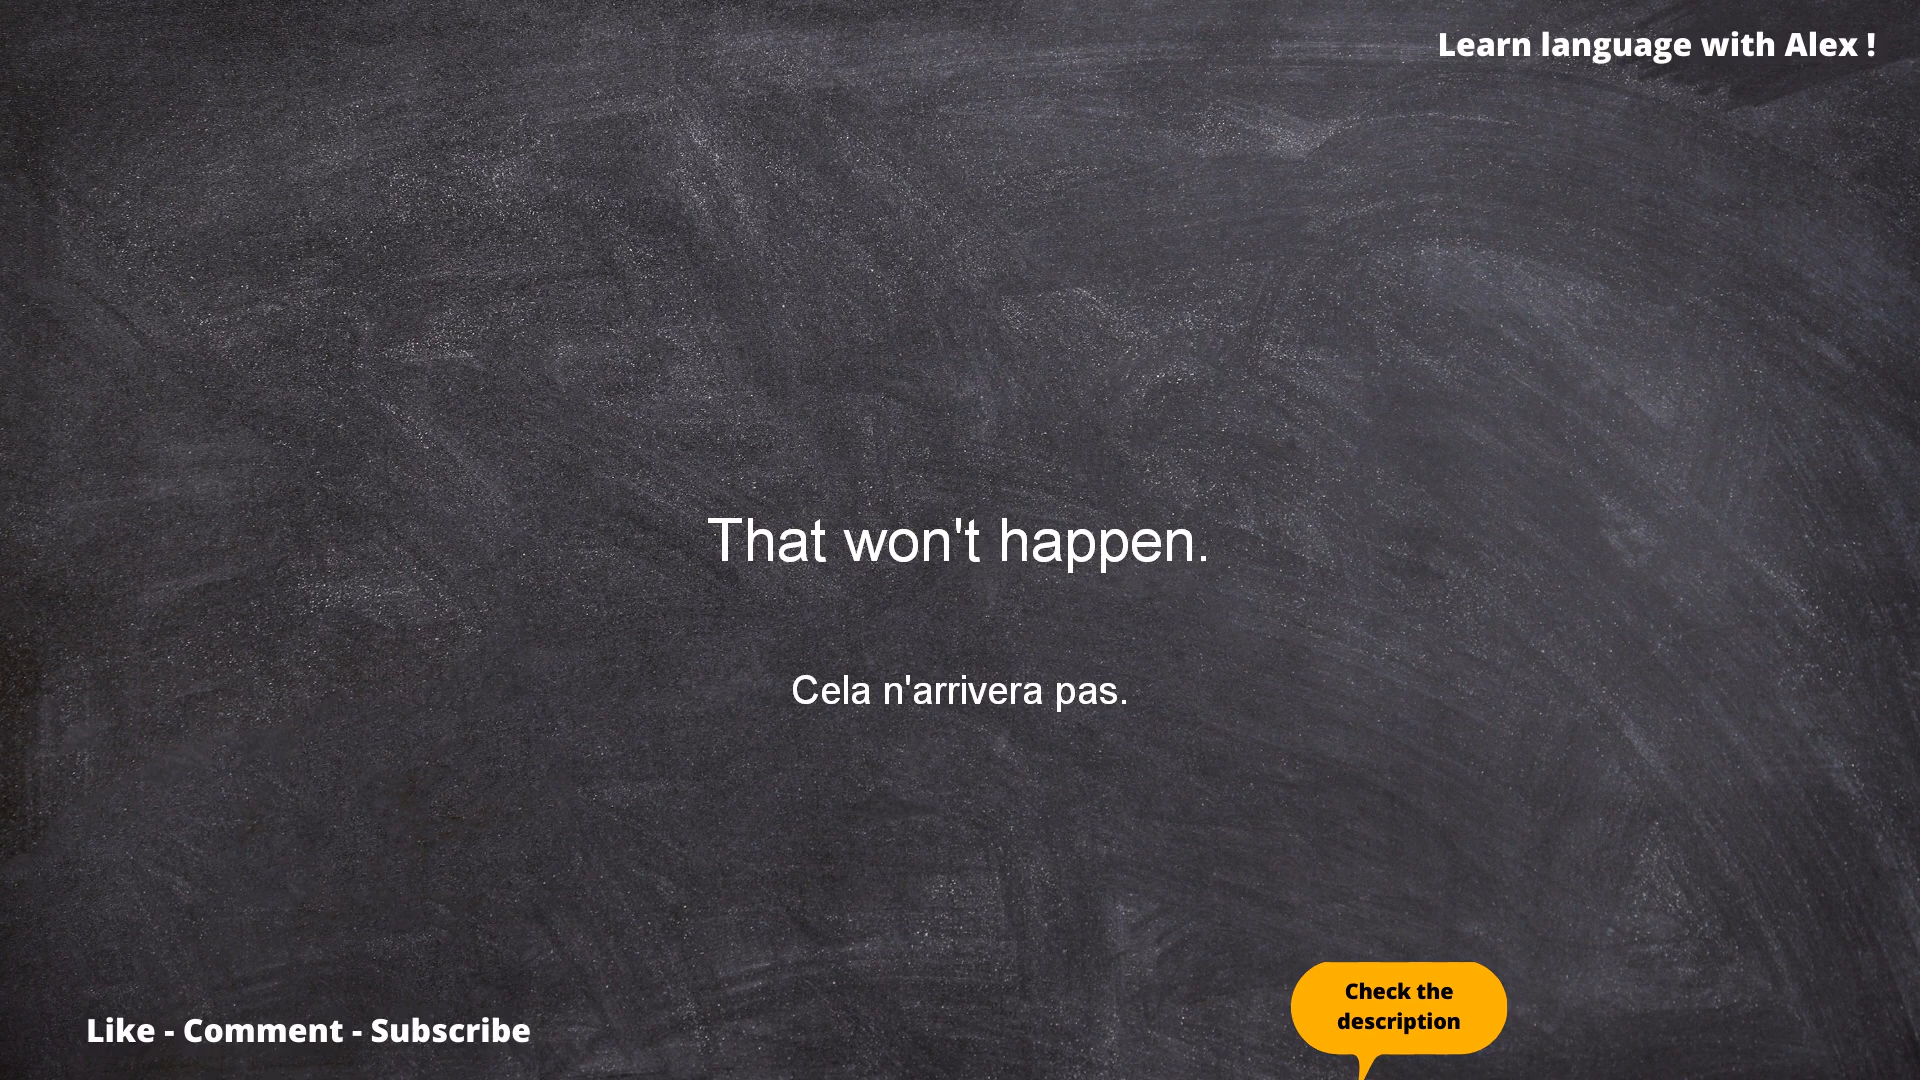 Learn language with Alex !
That won't happen.
Cela n'arrivera pas.
Check the
description
Like - Comment - Subscribe